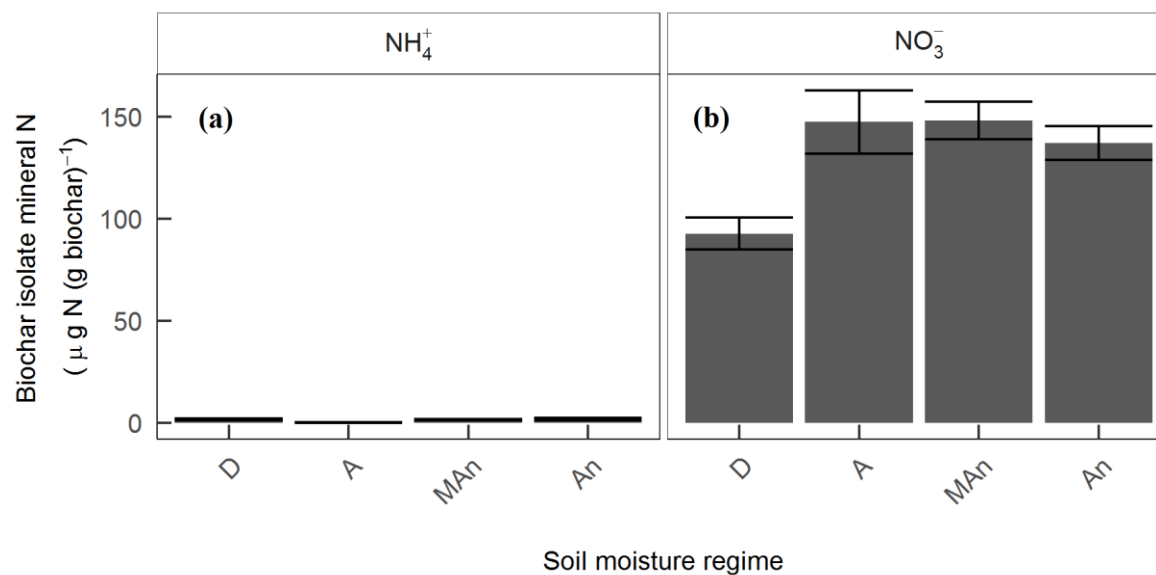 NH₄⁺ NO₃⁻
Biochar isolate mineral N
( μ g N (g biochar)⁻¹
150
100
50
0
(a) (b)
D A MAn An D A MAn An
Soil moisture regime